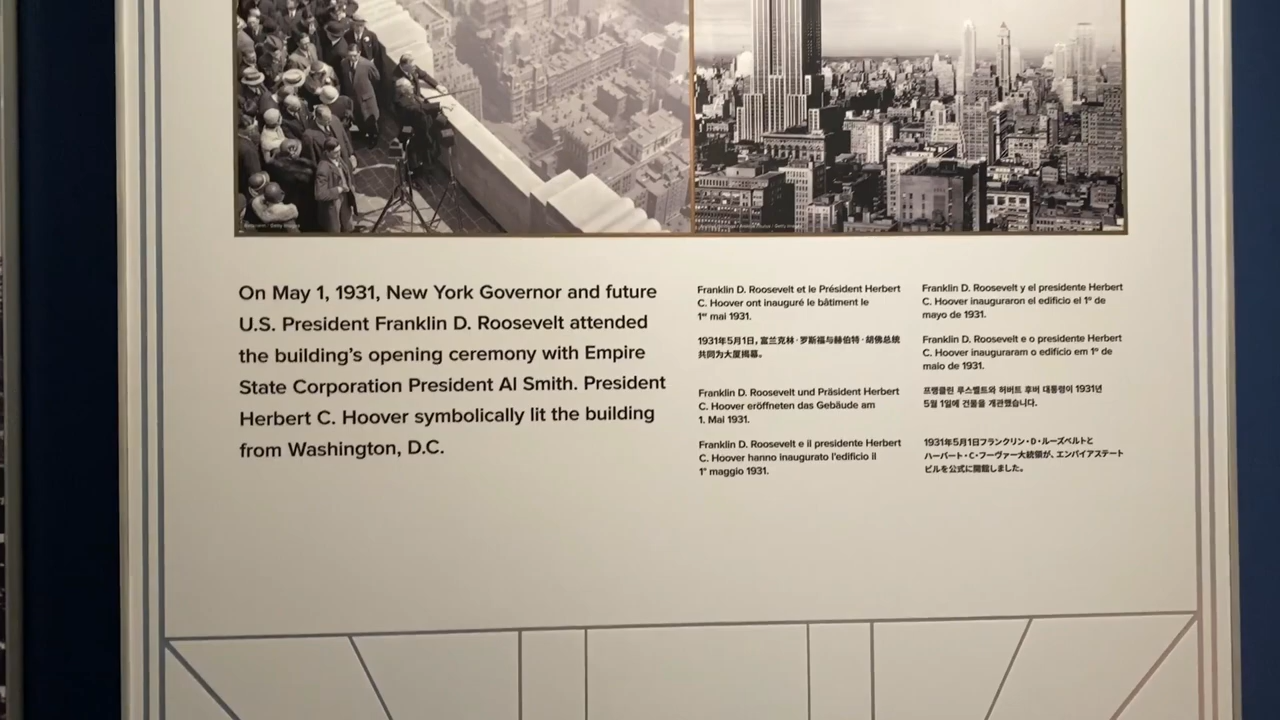 On May 1, 1931, New York Governor and future
U.S. President Franklin D. Roosevelt attended
the building's opening ceremony with Empire
State Corporation President Al Smith. President
Herbert C. Hoover symbolically lit the building
from Washington, D.C.
Franklin D. Roosevelt et le Président Herbert
C. Hoover ont inauguré le bâtiment le
1er mai 1931.
1931年5月1日，富兰克林·罗斯福与赫伯特·胡佛总统
共同为大厦揭幕。
Franklin D. Roosevelt und Präsident Herbert
C. Hoover eröffneten das Gebäude am
1. Mai 1931.
Franklin D. Roosevelt e il presidente Herbert
C. Hoover hanno inaugurato l'edificio il
1° maggio 1931.
Franklin D. Roosevelt y el presidente Herbert
C. Hoover inauguraron el edificio el 1º de
mayo de 1931.
Franklin D. Roosevelt e o presidente Herbert
C. Hoover inauguraram o edifício em 1º de
maio de 1931.
프랭클린 루스벨트와 허버트 후버 대통령이 1931년
5월 1일에 건물을 개관했습니다.
1931年5月1日フランクリン・D・ルーズベルトと
ハーバート・C・フーヴァー大統領が、エンパイアステート
ビルを公式に開館しました。